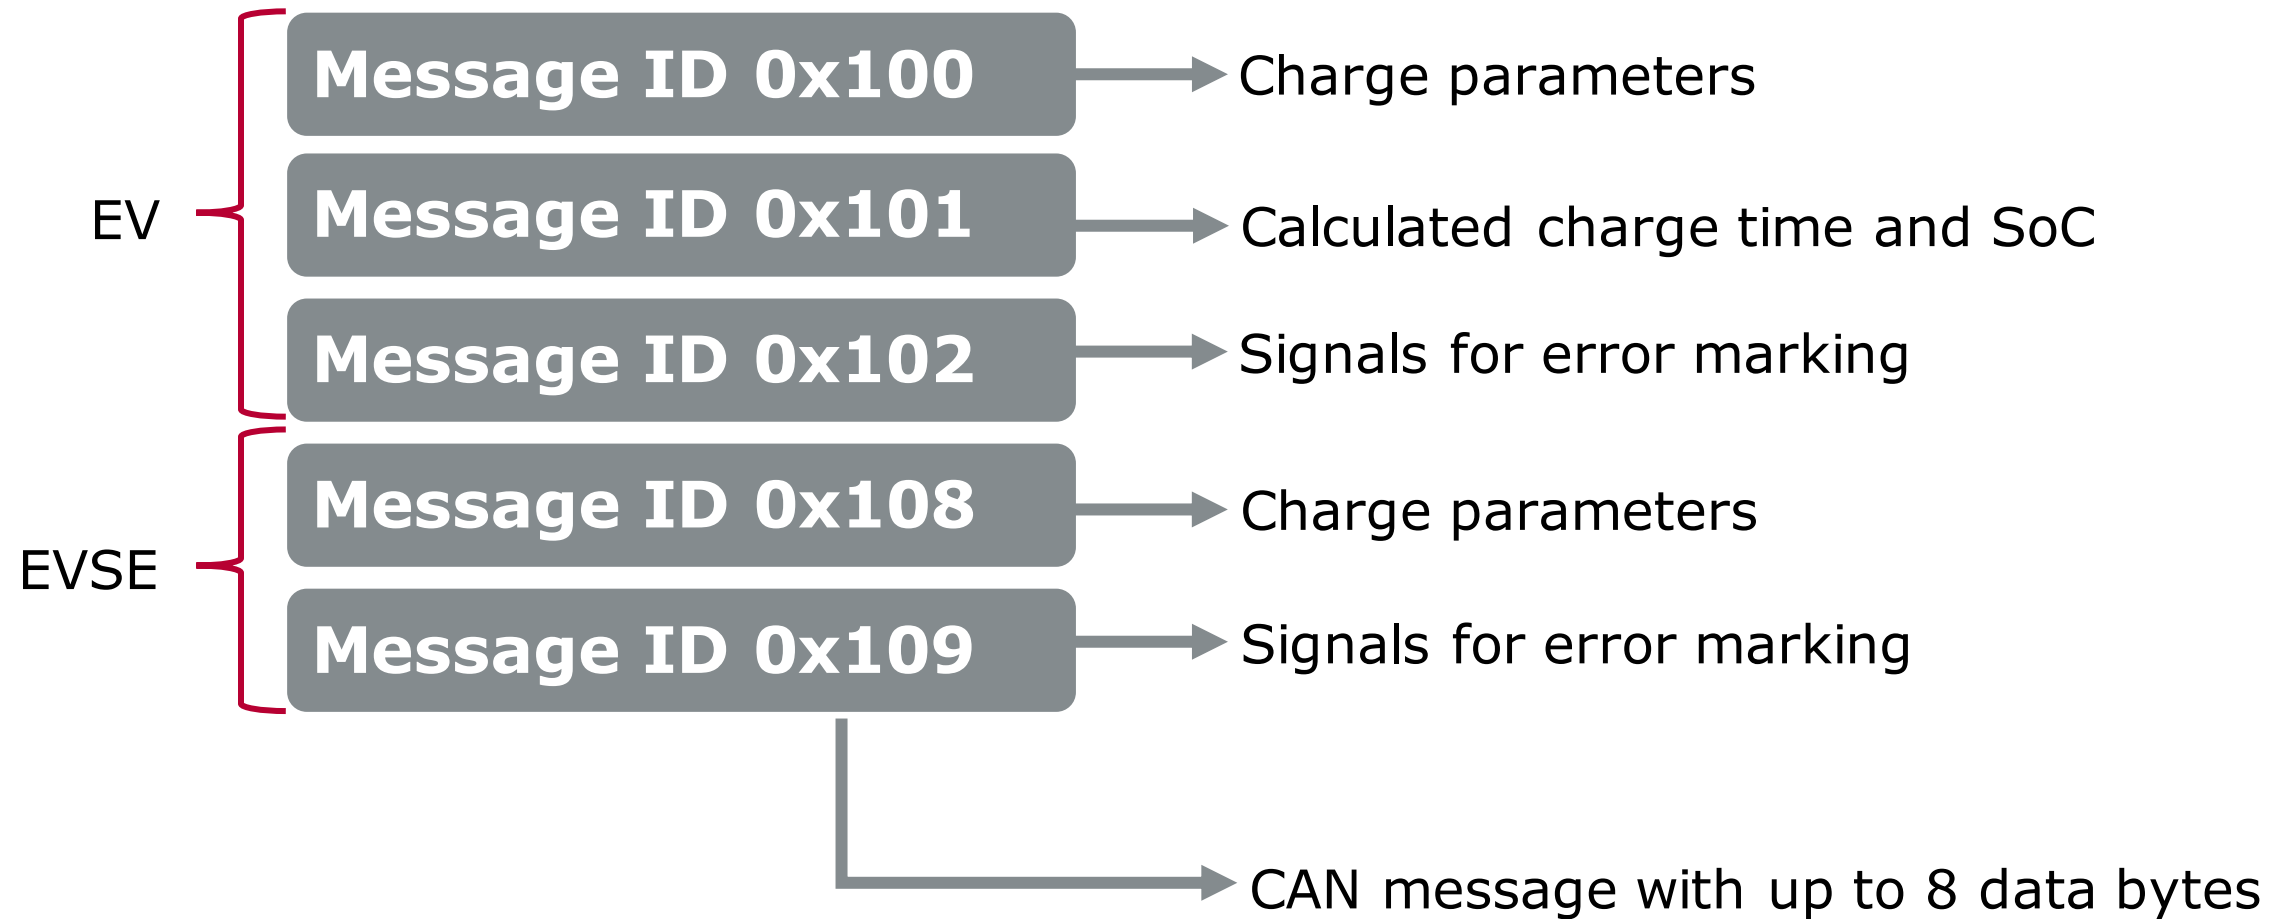 Message ID 0x100
Charge parameters
EV
Message ID 0x101
Calculated charge time and SoC
Message ID 0x102
Signals for error marking
EVSE
Message ID 0x108
Charge parameters
Message ID 0x109
Signals for error marking
CAN message with up to 8 data bytes